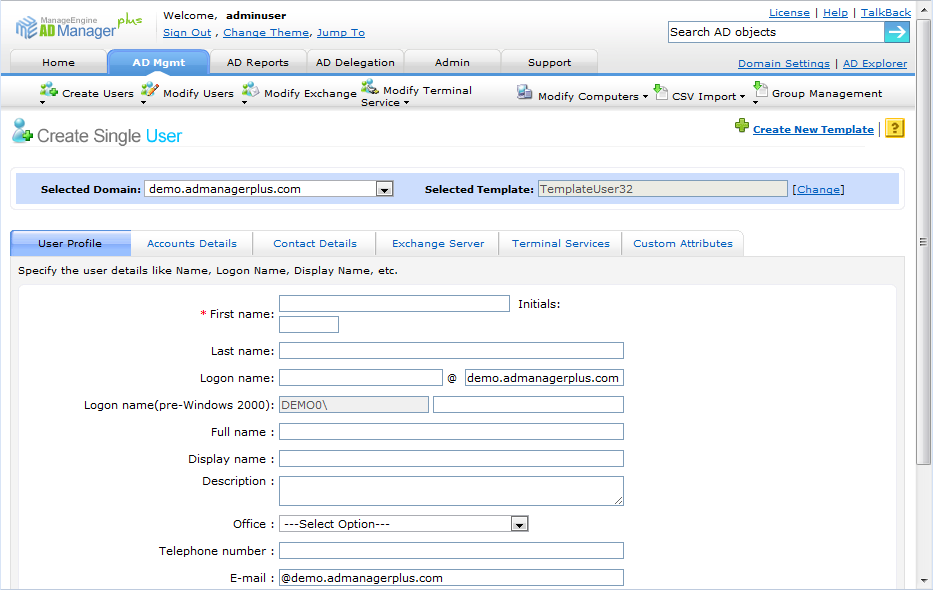 License | Help | TalkBack
ManageEngine
ADManager plus
Welcome, adminuser
Sign Out , Change Theme, Jump To
Search AD objects
Home AD Mgmt AD Reports AD Delegation Admin Support
Domain Settings | AD Explorer
Create Users Modify Users Modify Exchange Modify Terminal Service Modify Computers CSV Import Group Management
Create Single User
Create New Template | ?
Selected Domain: demo.admanagerplus.com Selected Template: TemplateUser32 [Change]
User Profile Accounts Details Contact Details Exchange Server Terminal Services Custom Attributes
Specify the user details like Name, Logon Name, Display Name, etc.
* First name: Initials:
Last name:
Logon name: @ demo.admanagerplus.com
Logon name(pre-Windows 2000): DEMO0\
Full name :
Display name :
Description :
Office : ---Select Option---
Telephone number :
E-mail : @demo.admanagerplus.com